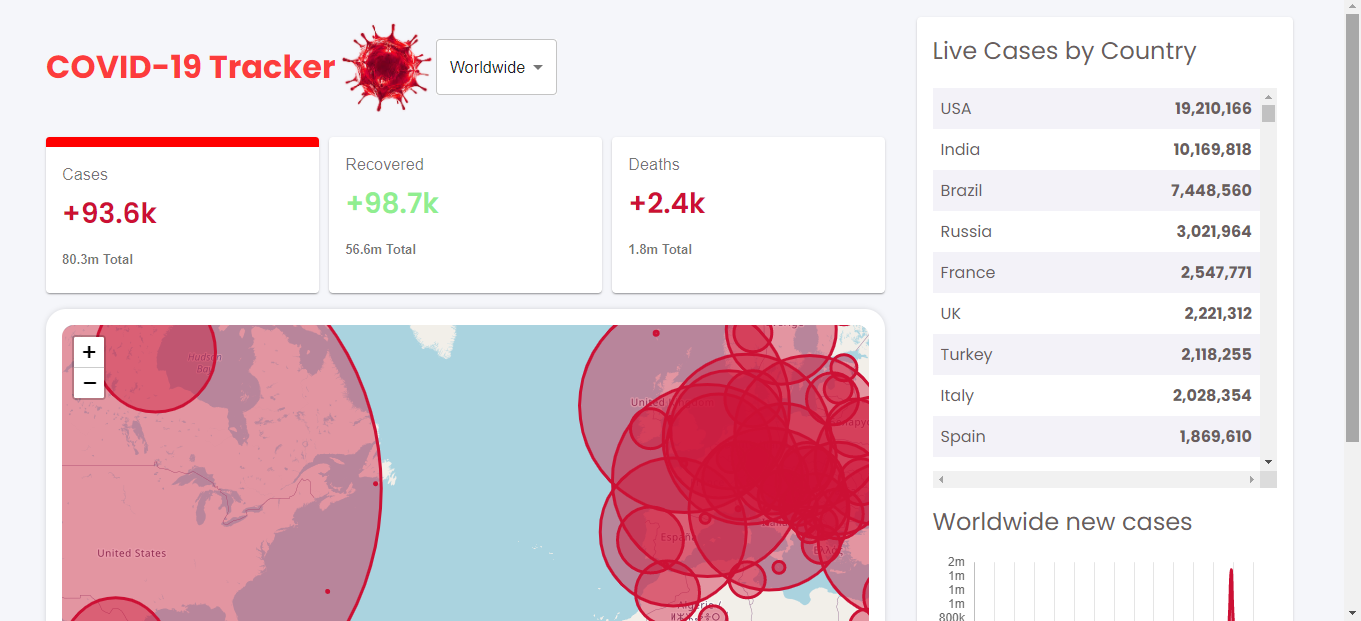 COVID-19 Tracker
Worldwide
Cases
+93.6k
80.3m Total
Recovered
+98.7k
56.6m Total
Deaths
+2.4k
1.8m Total
+
−
Hudson
Bay
United States
España
Ελλάς
Algérie /
Live Cases by Country
USA 19,210,166
India 10,169,818
Brazil 7,448,560
Russia 3,021,964
France 2,547,771
UK 2,221,312
Turkey 2,118,255
Italy 2,028,354
Spain 1,869,610
Worldwide new cases
2m
1m
1m
1m
800k